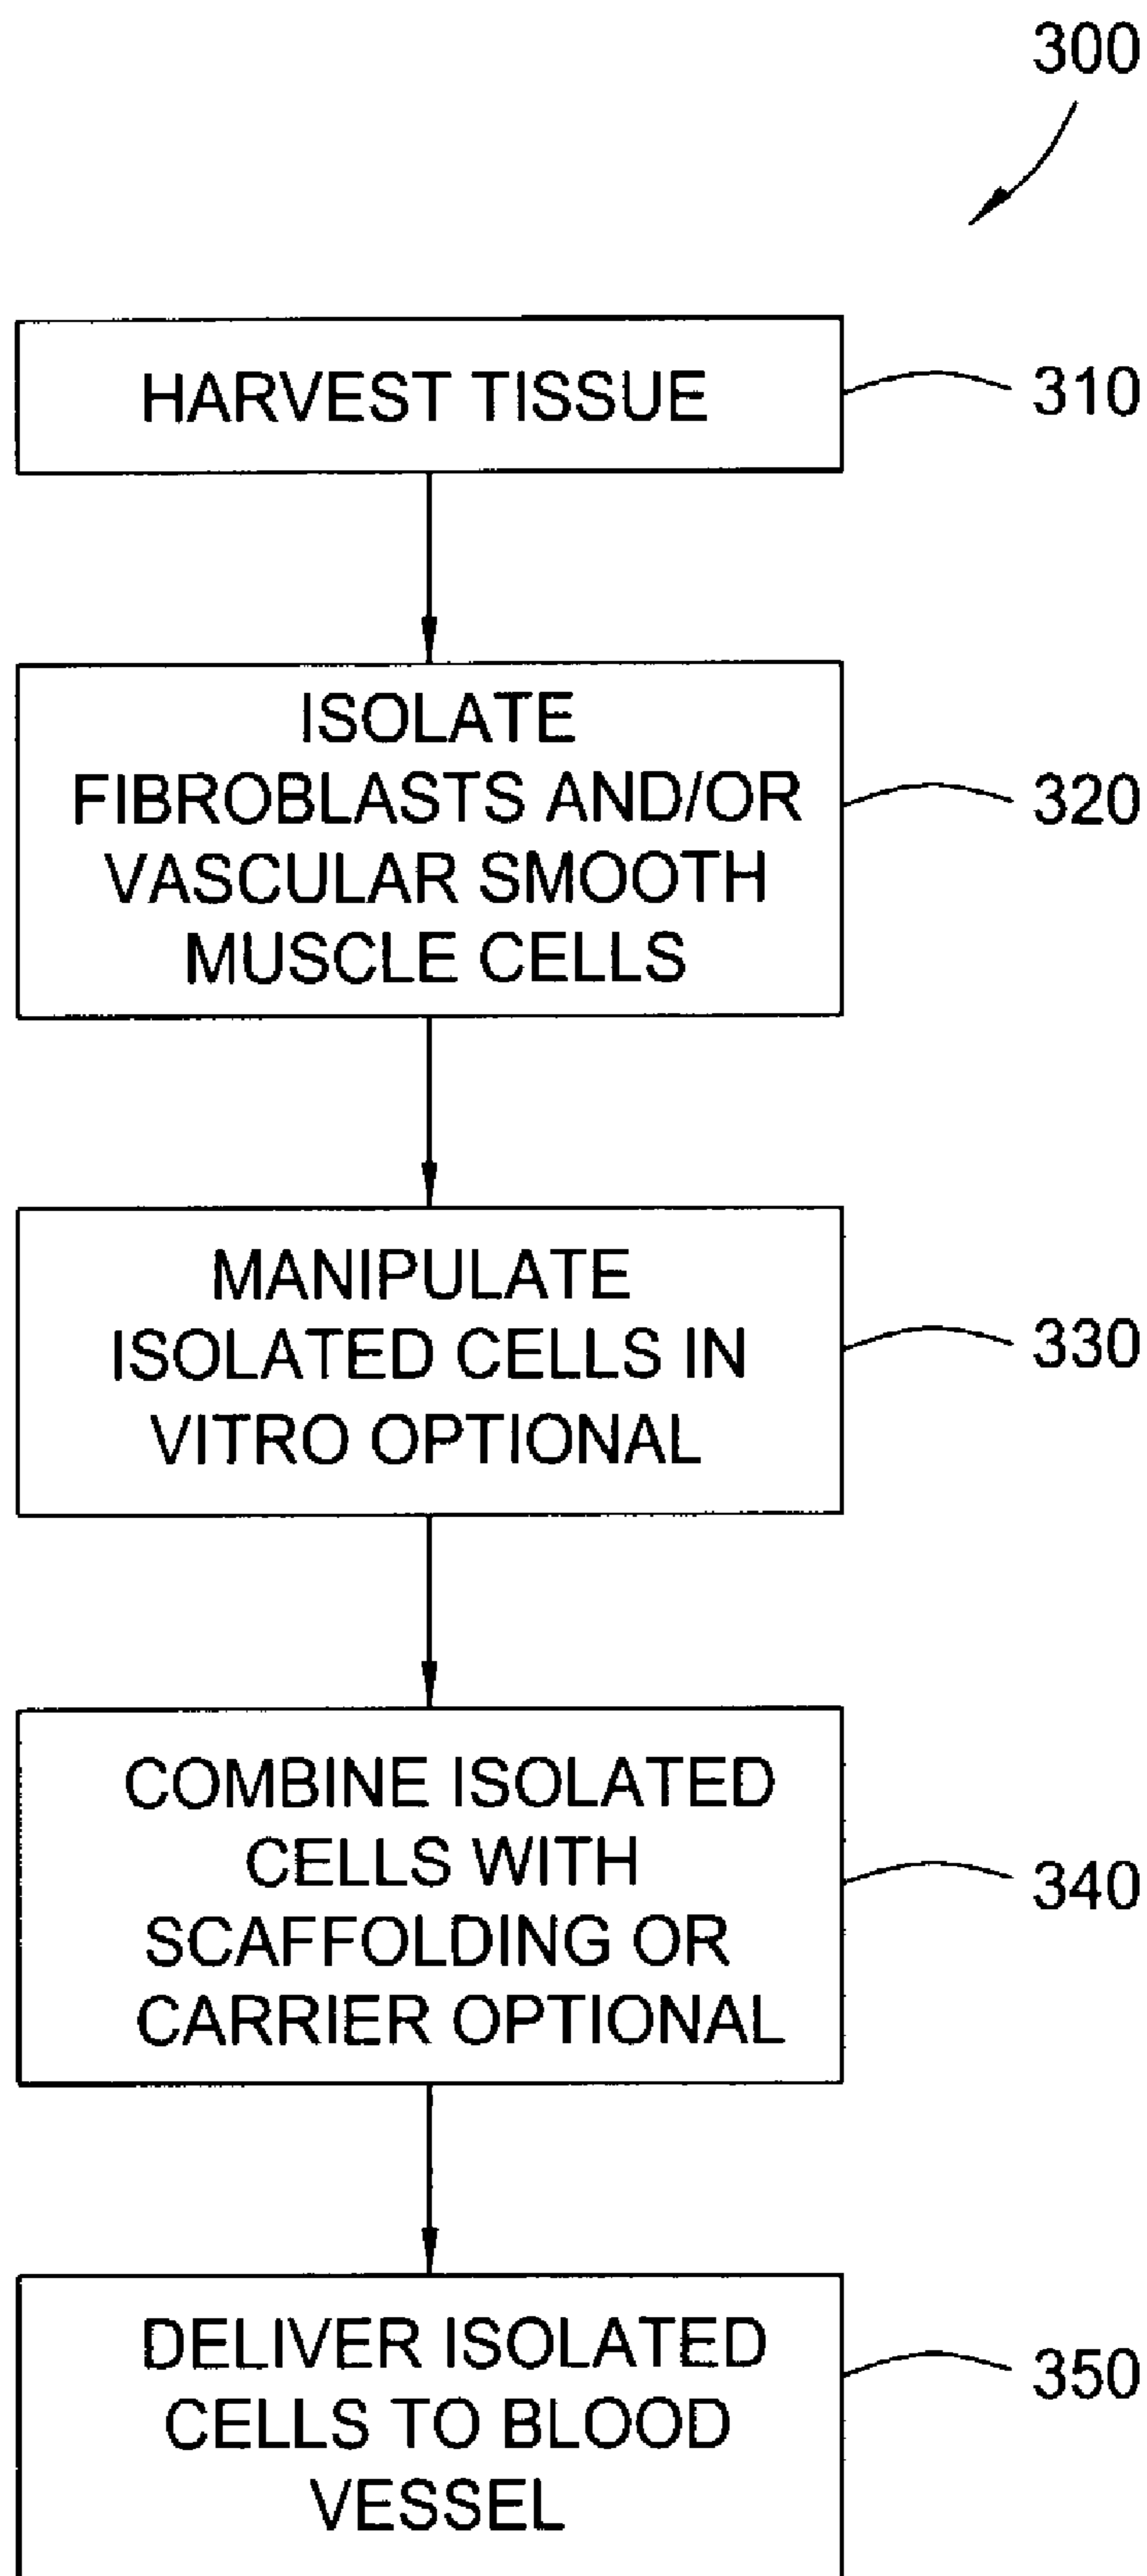 300
HARVEST TISSUE
310
ISOLATE
FIBROBLASTS AND/OR
VASCULAR SMOOTH
MUSCLE CELLS
320
MANIPULATE
ISOLATED CELLS IN
VITRO OPTIONAL
330
COMBINE ISOLATED
CELLS WITH
SCAFFOLDING OR
CARRIER OPTIONAL
340
DELIVER ISOLATED
CELLS TO BLOOD
VESSEL
350